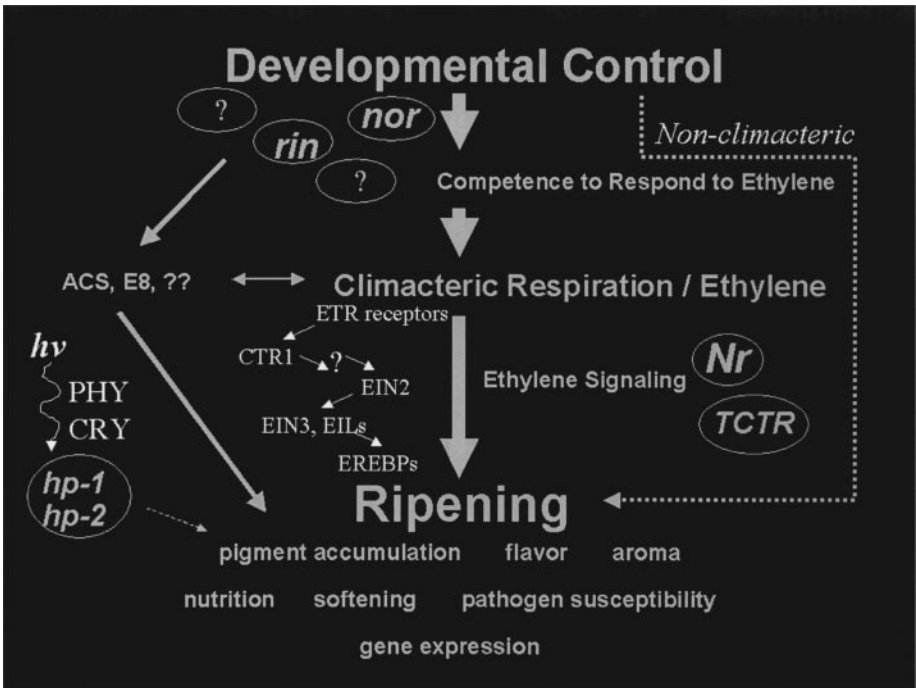 Developmental Control
?
nor
rin
?
Non-climacteric
Competence to Respond to Ethylene
ACS, E8, ??
Climacteric Respiration / Ethylene
ETR receptors
CTR1
?
EIN2
EIN3, EILs
EREBPs
Ethylene Signaling
Nr
TCTR
hν
PHY
CRY
hp-1
hp-2
Ripening
pigment accumulation flavor aroma
nutrition softening pathogen susceptibility
gene expression